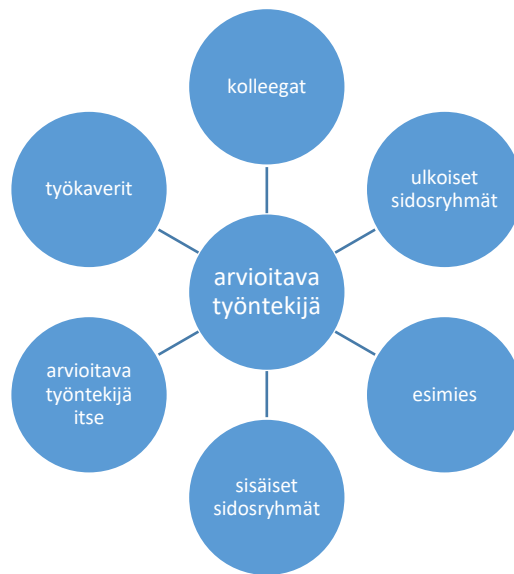 kolleegat
työkaverit
ulkoiset
sidosryhmät
arvioitava
työntekijä
arvioitava
työntekijä
itse
esimies
sisäiset
sidosryhmät